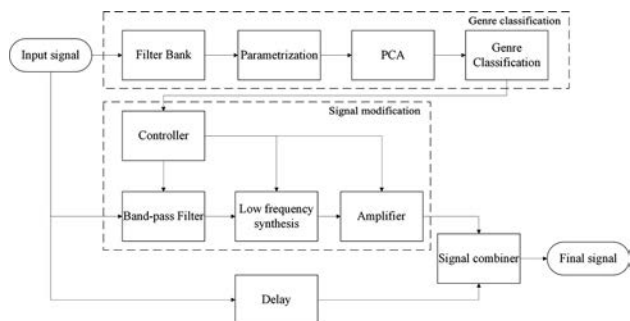 Genre classification
Input signal
Filter Bank
Parametrization
PCA
Genre
Classification
Signal modification
Controller
Band-pass Filter
Low frequency
synthesis
Amplifier
Signal combiner
Final signal
Delay